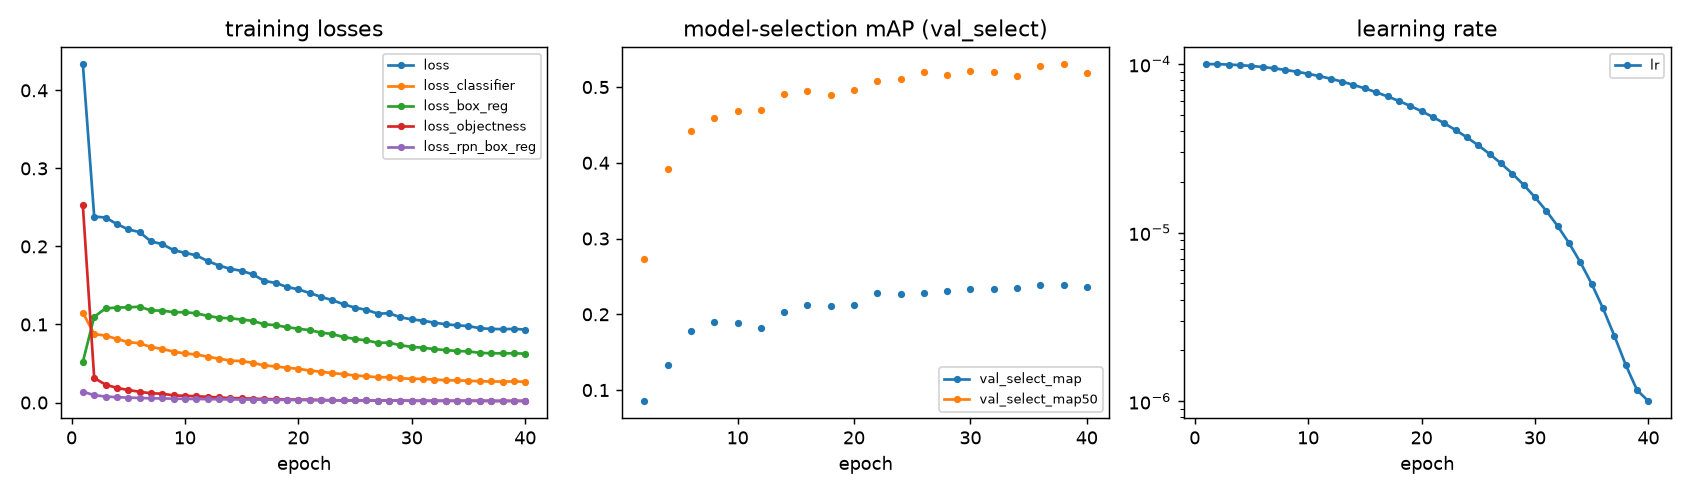 training losses
loss
loss_classifier
loss_box_reg
loss_objectness
loss_rpn_box_reg
0.4
0.3
0.2
0.1
0.0
0 10 20 30 40
epoch
model-selection mAP (val_select)
0.5
0.4
0.3
0.2
0.1
val_select_map
val_select_map50
10 20 30 40
epoch
learning rate
lr
10⁻⁴
10⁻⁵
10⁻⁶
0 10 20 30 40
epoch